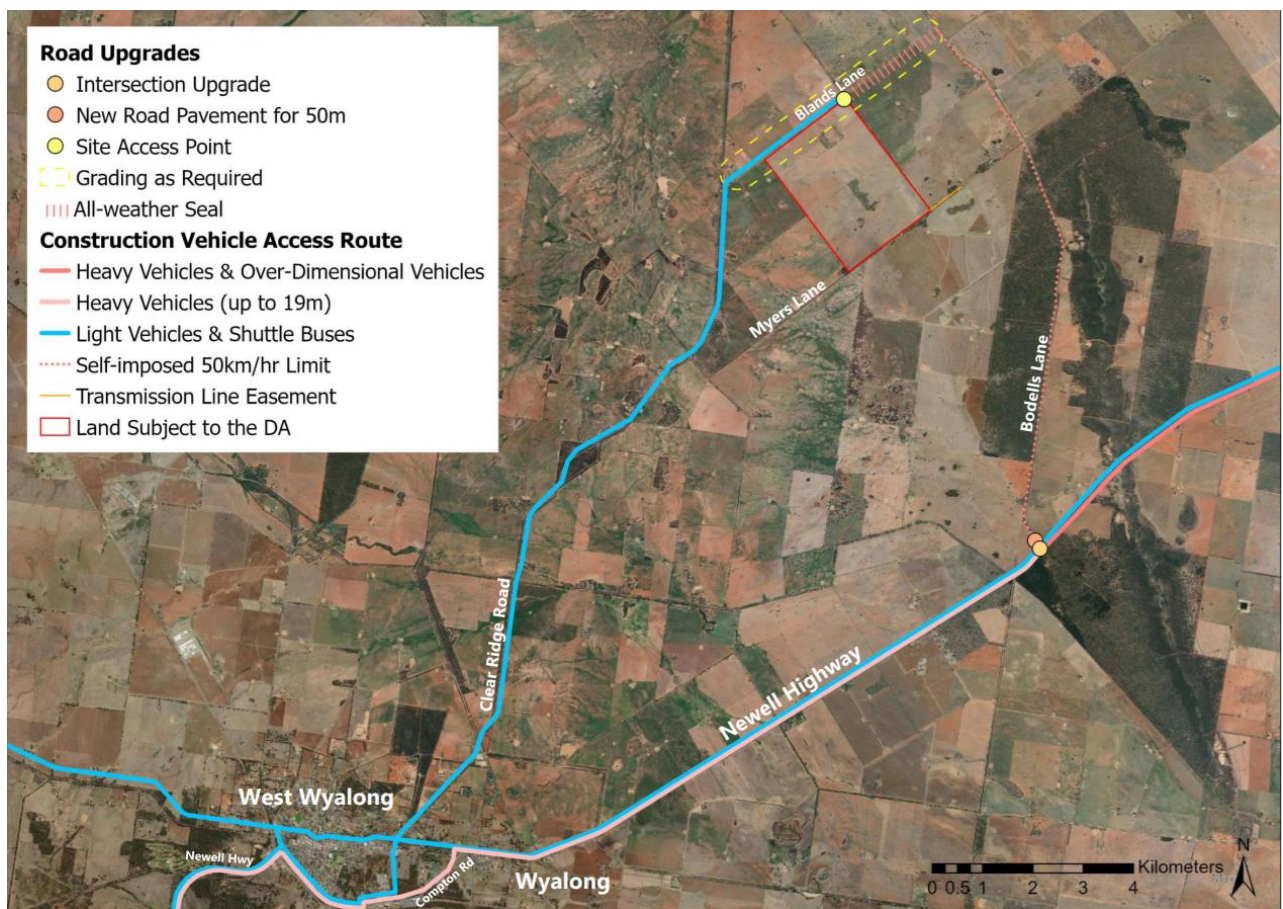 Road Upgrades
Intersection Upgrade
New Road Pavement for 50m
Site Access Point
Grading as Required
All-weather Seal
Construction Vehicle Access Route
Heavy Vehicles & Over-Dimensional Vehicles
Heavy Vehicles (up to 19m)
Light Vehicles & Shuttle Buses
Self-imposed 50km/hr Limit
Transmission Line Easement
Land Subject to the DA
Blands Lane
Myers Lane
Bodells Lane
Clear Ridge Road
Newell Highway
West Wyalong
Newell Hwy
Compton Rd
Wyalong
N
Kilometers
0 0.5 1 2 3 4